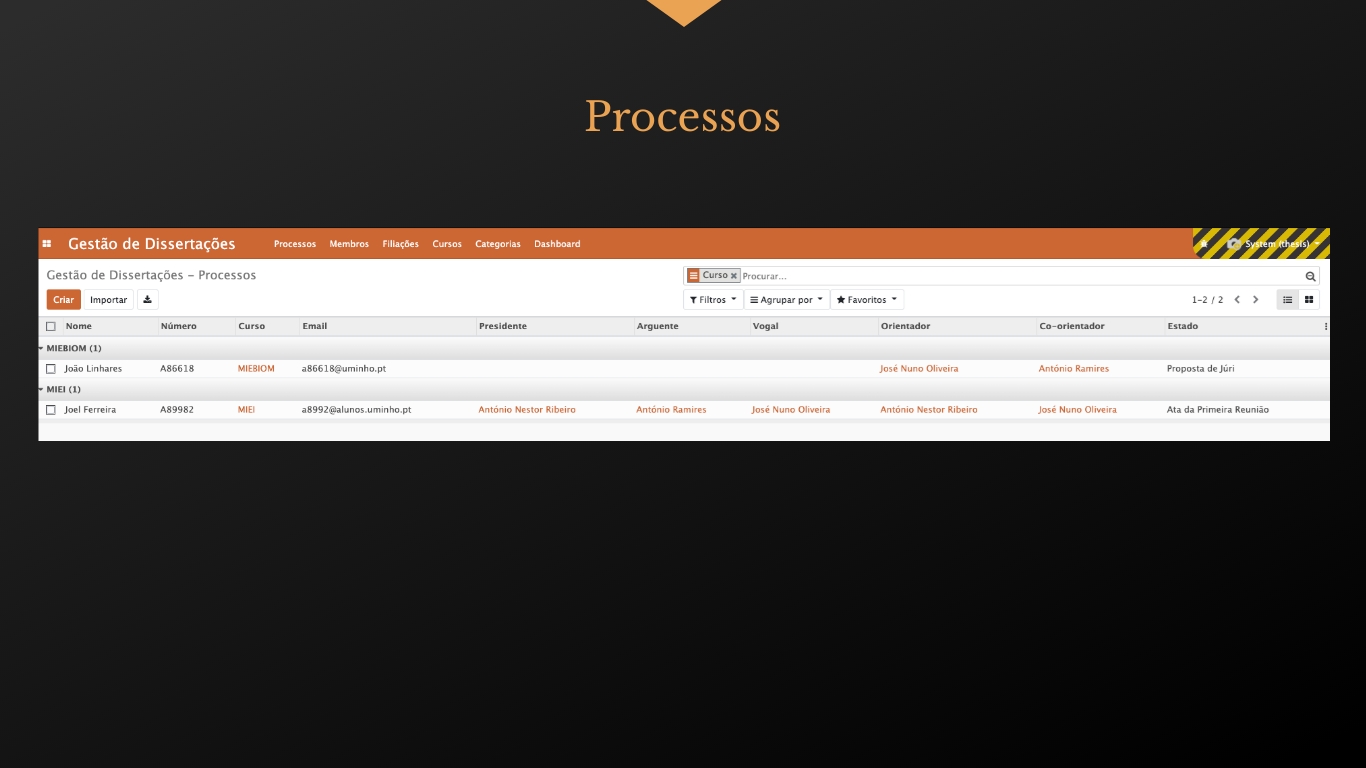 Processos
Gestão de Dissertações Processos Membros Filiações Cursos Categorias Dashboard System (thesis)
Gestão de Dissertações – Processos Curso Procurar...
Criar Importar Filtros Agrupar por Favoritos 1-2 / 2
Nome Número Curso Email Presidente Arguente Vogal Orientador Co-orientador Estado
MIEBIOM (1)
João Linhares A86618 MIEBIOM a86618@uminho.pt José Nuno Oliveira António Ramires Proposta de Júri
MIEI (1)
Joel Ferreira A89982 MIEI a8992@alunos.uminho.pt António Nestor Ribeiro António Ramires José Nuno Oliveira António Nestor Ribeiro José Nuno Oliveira Ata da Primeira Reunião